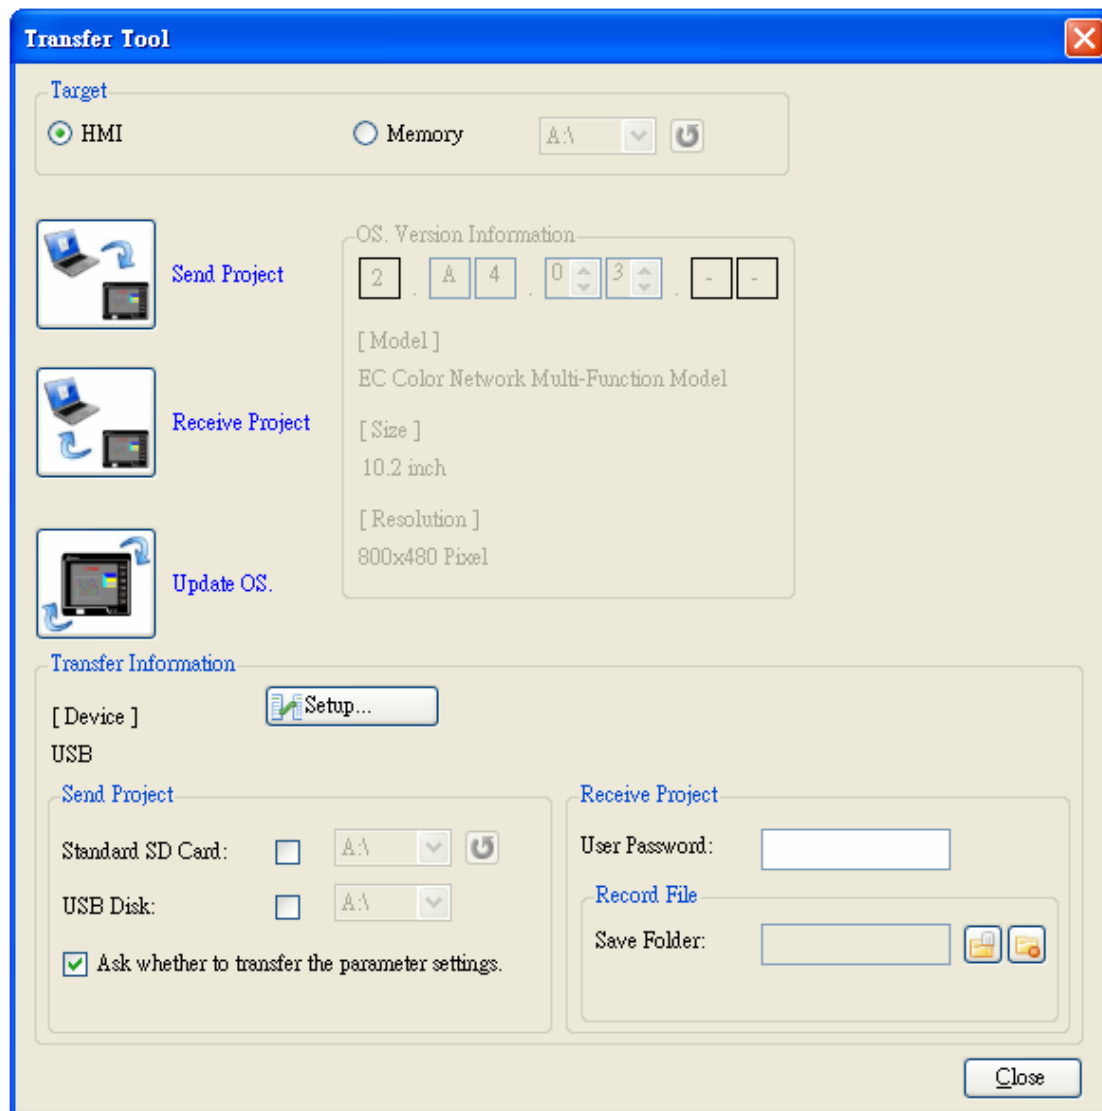 Transfer Tool
Target
HMI Memory A:\
Send Project
OS. Version Information
2 . A 4 . 0 3 . - -
[ Model ]
EC Color Network Multi-Function Model
Receive Project
[ Size ]
10.2 inch
[ Resolution ]
800x480 Pixel
Update OS.
Transfer Information
[ Device ] Setup...
USB
Send Project
Standard SD Card: A:\
USB Disk: A:\
Ask whether to transfer the parameter settings.
Receive Project
User Password:
Record File
Save Folder:
Close